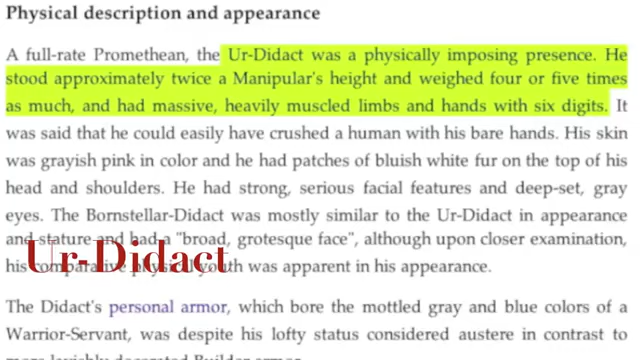 Physical description and appearance
A full-rate Promethean, the Ur-Didact was a physically imposing presence. He
stood approximately twice a Manipular's height and weighed four or five times
as much, and had massive, heavily muscled limbs and hands with six digits. It
was said that he could easily have crushed a human with his bare hands. His skin
was grayish pink in color and he had patches of bluish white fur on the top of his
head and shoulders. He had strong, serious facial features and deep-set, gray
eyes. The Bornstellar-Didact was mostly similar to the Ur-Didact in appearance
and stature and had a "broad, grotesque face", although upon closer examination,
his comparative physical youth was apparent in his appearance.
Ur-Didact
The Didact's personal armor, which bore the mottled gray and blue colors of a
Warrior-Servant, was despite his lofty status considered austere in contrast to